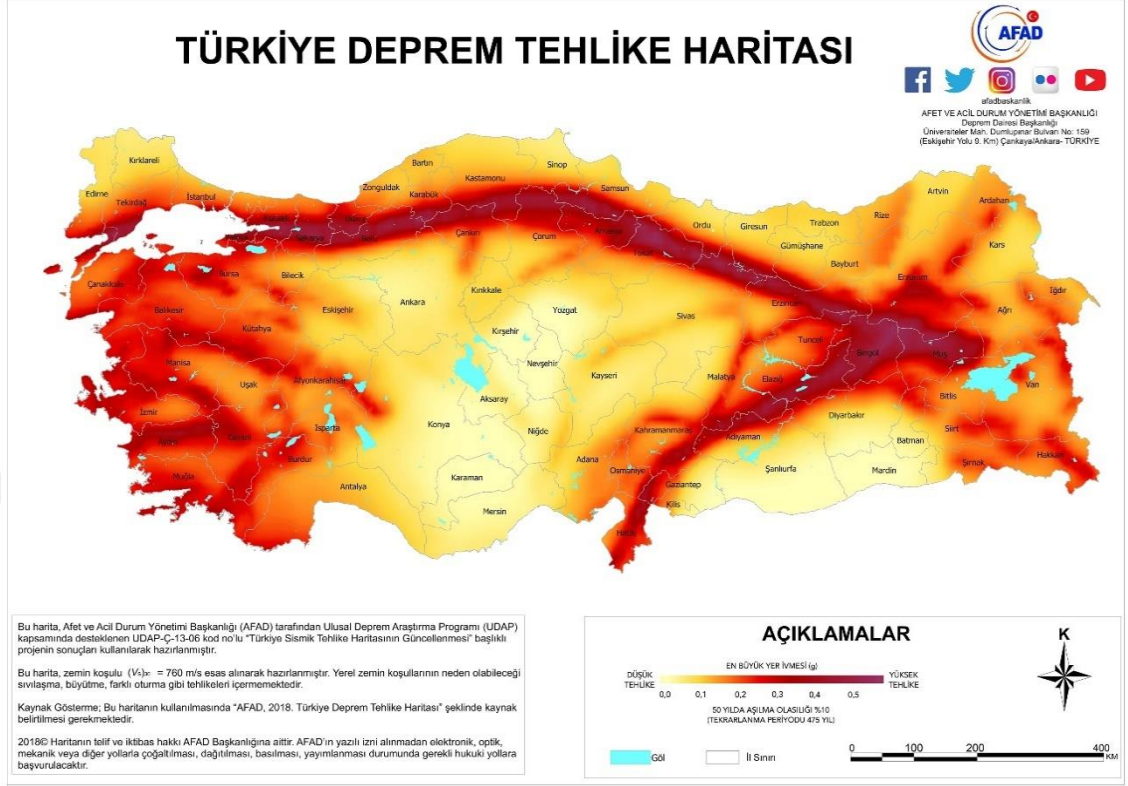 TÜRKİYE DEPREM TEHLİKE HARİTASI
AFAD
afadbaskanlik
AFET VE ACİL DURUM YÖNETİMİ BAŞKANLIĞI
Deprem Dairesi Başkanlığı
Üniversiteler Mah. Dumlupınar Bulvarı No: 159
(Eskişehir Yolu 9. Km) Çankaya/Ankara- TÜRKİYE
Kırklareli
Edirne
Tekirdağ
İstanbul
Zonguldak
Bartın
Karabük
Kastamonu
Sinop
Samsun
Ordu
Giresun
Trabzon
Rize
Artvin
Ardahan
Kars
Gümüşhane
Bayburt
Erzurum
Iğdır
Ağrı
Çanakkale
Balıkesir
Bursa
Bilecik
Kütahya
Eskişehir
Ankara
Çankırı
Çorum
Amasya
Tokat
Kırıkkale
Yozgat
Kırşehir
Sivas
Erzincan
Tunceli
Bingöl
Muş
Van
Bitlis
Manisa
Uşak
Afyonkarahisar
İzmir
Aydın
Denizli
Isparta
Burdur
Muğla
Antalya
Konya
Aksaray
Nevşehir
Kayseri
Niğde
Karaman
Mersin
Adana
Kahramanmaraş
Malatya
Elazığ
Adıyaman
Osmaniye
Gaziantep
Kilis
Hatay
Şanlıurfa
Diyarbakır
Batman
Mardin
Siirt
Şırnak
Hakkari
Bu harita, Afet ve Acil Durum Yönetimi Başkanlığı (AFAD) tarafından Ulusal Deprem Araştırma Programı (UDAP)
kapsamında desteklenen UDAP-Ç-13-06 kod no'lu "Türkiye Sismik Tehlike Haritasının Güncellenmesi" başlıklı
projenin sonuçları kullanılarak hazırlanmıştır.
Bu harita, zemin koşulu (Vs)30 = 760 m/s esas alınarak hazırlanmıştır. Yerel zemin koşullarının neden olabileceği
sıvılaşma, büyütme, farklı oturma gibi tehlikeleri içermemektedir.
Kaynak Gösterme; Bu haritanın kullanılmasında "AFAD, 2018. Türkiye Deprem Tehlike Haritası" şeklinde kaynak
belirtilmesi gerekmektedir.
2018© Haritanın telif ve iktibas hakkı AFAD Başkanlığına aittir. AFAD'ın yazılı izni alınmadan elektronik, optik,
mekanik veya diğer yollarla çoğaltılması, dağıtılması, basılması, yayımlanması durumunda gerekli hukuki yollara
başvurulacaktır.
AÇIKLAMALAR
EN BÜYÜK YER İVMESİ (g)
DÜŞÜK TEHLİKE
YÜKSEK TEHLİKE
0,0 0,1 0,2 0,3 0,4 0,5
50 YILDA AŞILMA OLASILIĞI %10
(TEKRARLANMA PERİYODU 475 YIL)
Göl
İl Sınırı
K
0 100 200 400
KM